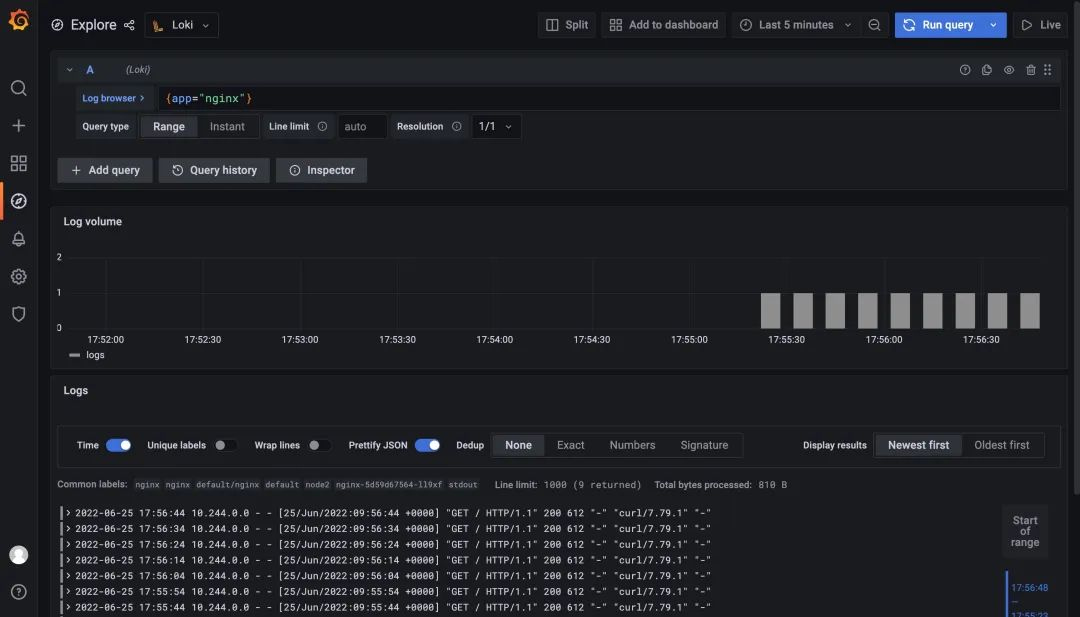 Explore Loki Split Add to dashboard Last 5 minutes Run query Live
A (Loki)
Log browser > {app="nginx"}
Query type Range Instant Line limit auto Resolution 1/1
+ Add query Query history Inspector
Log volume
2
1
0
17:52:00 17:52:30 17:53:00 17:53:30 17:54:00 17:54:30 17:55:00 17:55:30 17:56:00 17:56:30
logs
Logs
Time Unique labels Wrap lines Prettify JSON Dedup None Exact Numbers Signature Display results Newest first Oldest first
Common labels: nginx nginx default/nginx default node2 nginx-5d59d67564-ll9xf stdout Line limit: 1000 (9 returned) Total bytes processed: 810 B
> 2022-06-25 17:56:44 10.244.0.0 - - [25/Jun/2022:09:56:44 +0000] "GET / HTTP/1.1" 200 612 "-" "curl/7.79.1" "-"
> 2022-06-25 17:56:34 10.244.0.0 - - [25/Jun/2022:09:56:34 +0000] "GET / HTTP/1.1" 200 612 "-" "curl/7.79.1" "-"
> 2022-06-25 17:56:24 10.244.0.0 - - [25/Jun/2022:09:56:24 +0000] "GET / HTTP/1.1" 200 612 "-" "curl/7.79.1" "-"
> 2022-06-25 17:56:14 10.244.0.0 - - [25/Jun/2022:09:56:14 +0000] "GET / HTTP/1.1" 200 612 "-" "curl/7.79.1" "-"
> 2022-06-25 17:56:04 10.244.0.0 - - [25/Jun/2022:09:56:04 +0000] "GET / HTTP/1.1" 200 612 "-" "curl/7.79.1" "-"
> 2022-06-25 17:55:54 10.244.0.0 - - [25/Jun/2022:09:55:54 +0000] "GET / HTTP/1.1" 200 612 "-" "curl/7.79.1" "-"
> 2022-06-25 17:55:44 10.244.0.0 - - [25/Jun/2022:09:55:44 +0000] "GET / HTTP/1.1" 200 612 "-" "curl/7.79.1" "-"
Start
of
range
17:56:48
—
17:55:23